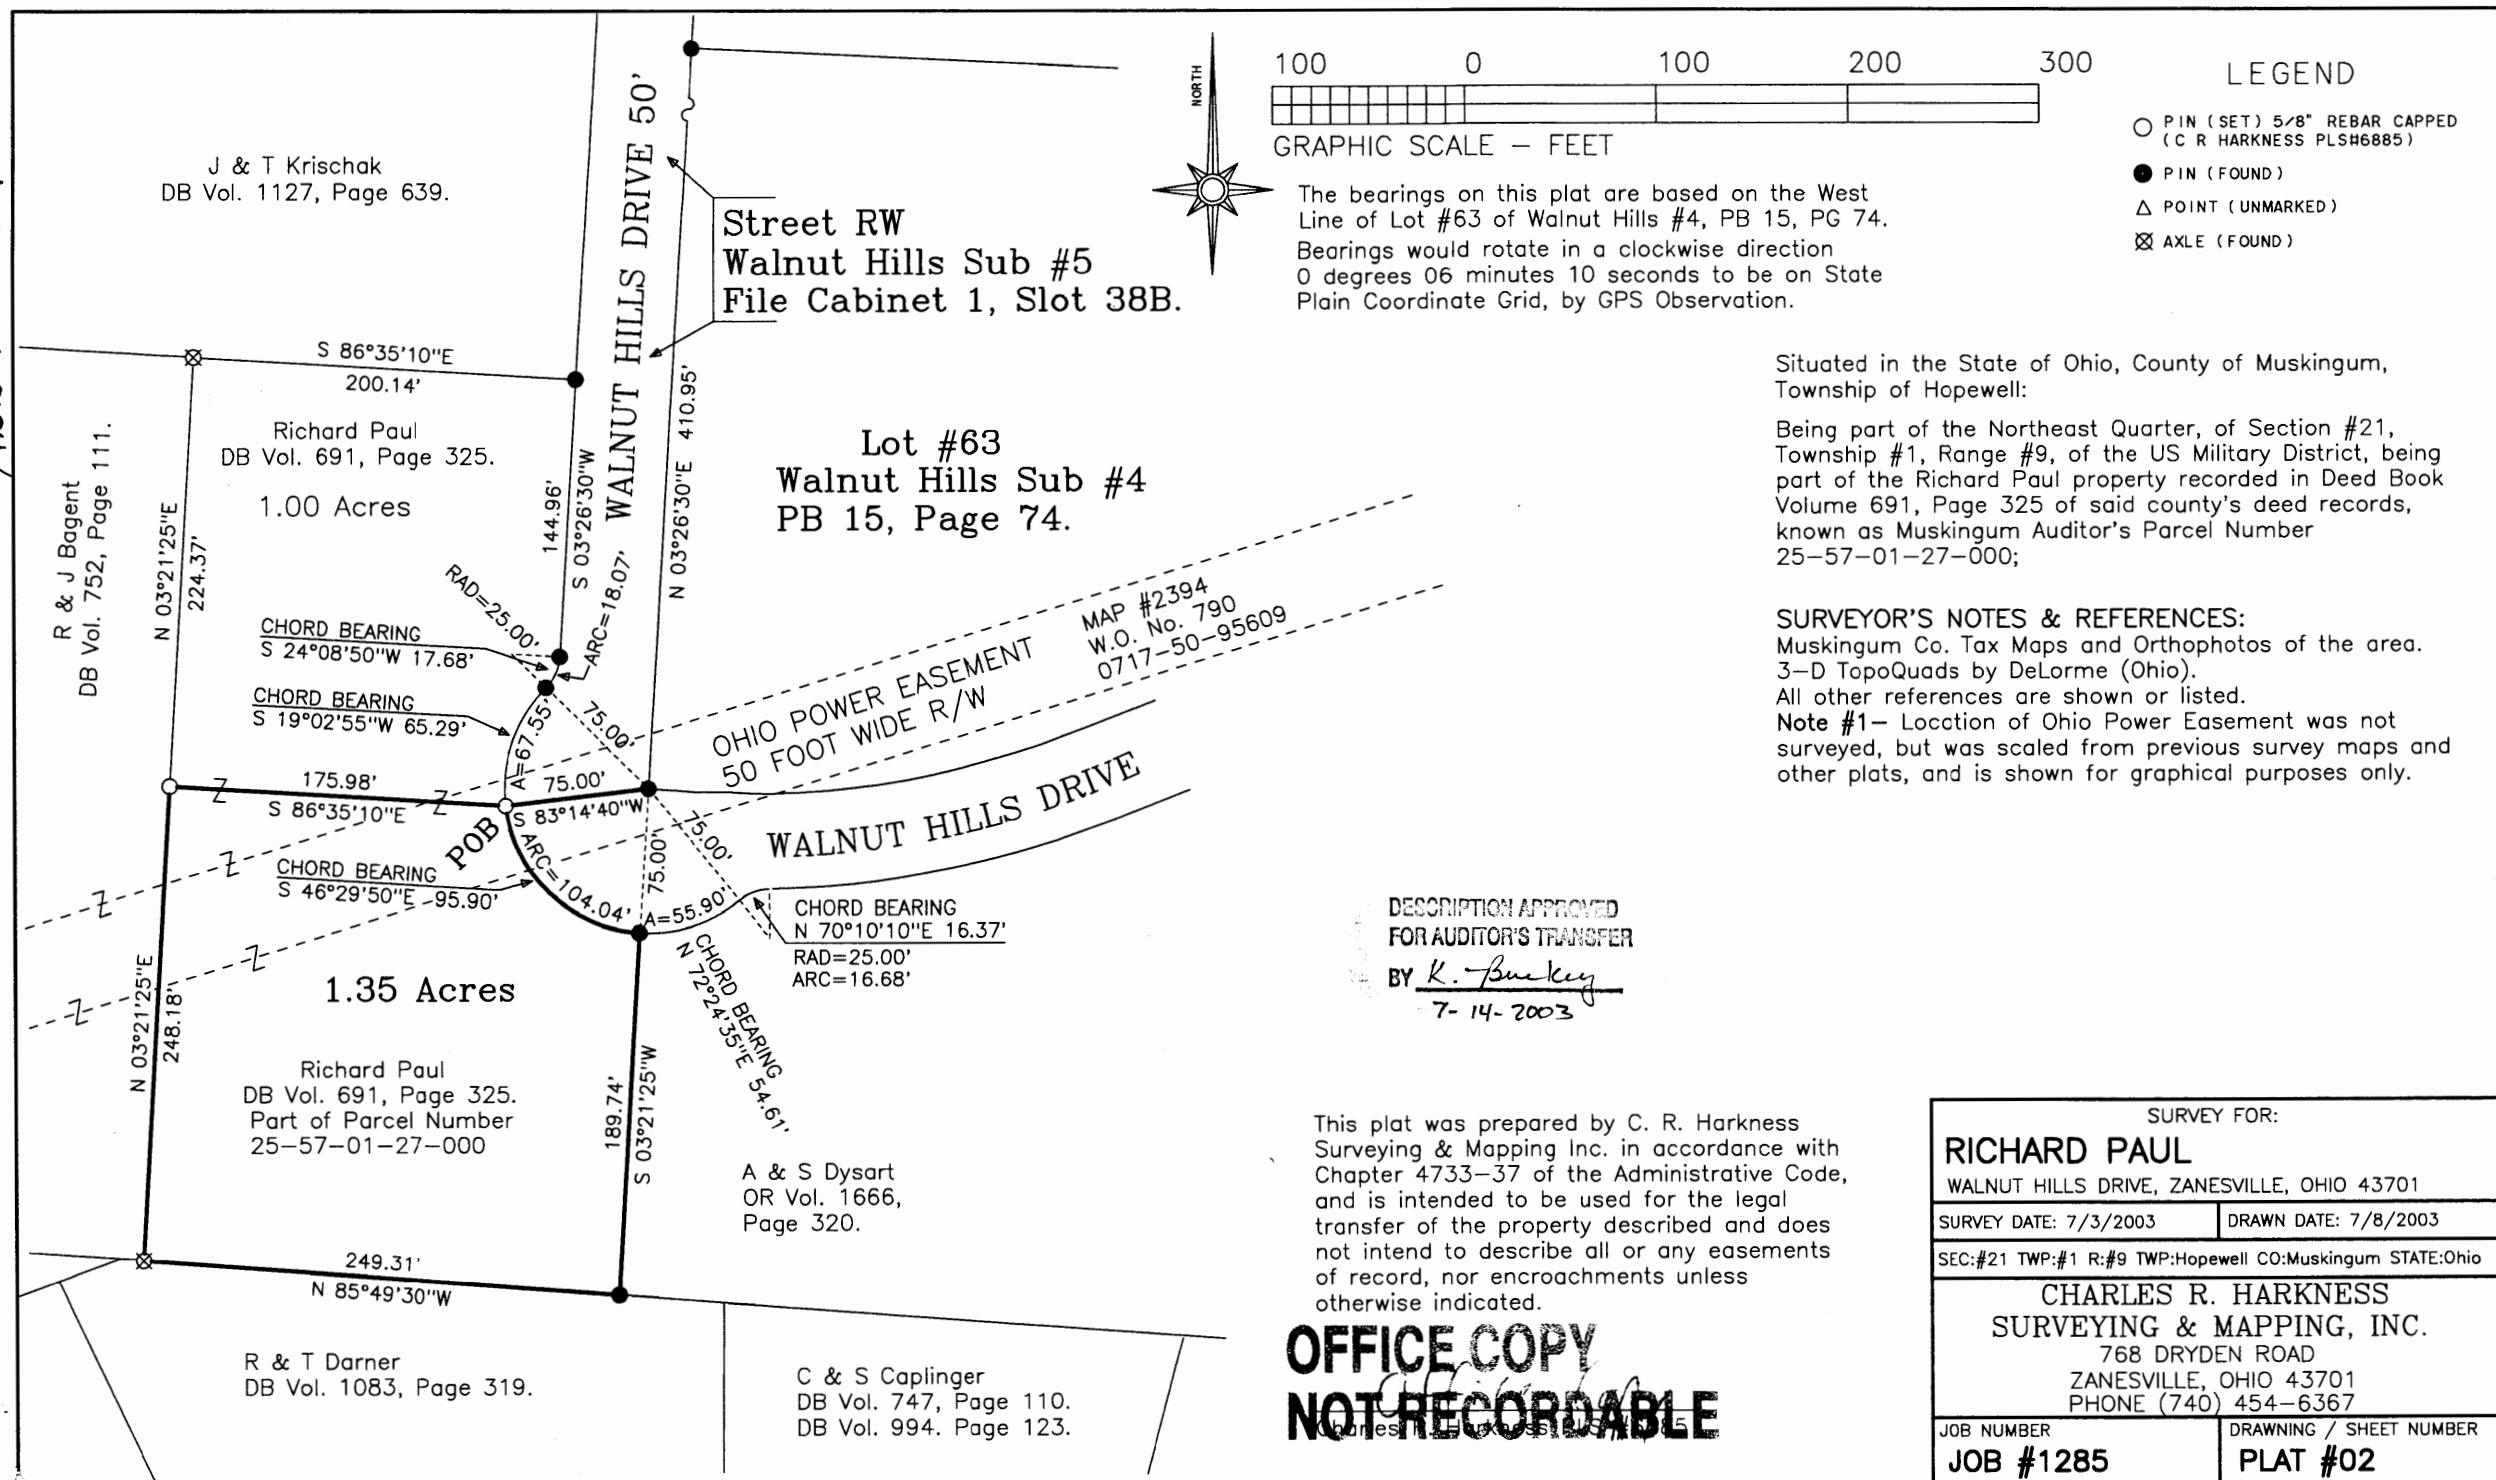 J & T Krischak
DB Vol. 1127, Page 639.
WALNUT HILLS DRIVE 50'
Street RW
Walnut Hills Sub #5
File Cabinet 1, Slot 38B.
NORTH
100 0 100 200 300
GRAPHIC SCALE – FEET
The bearings on this plat are based on the West
Line of Lot #63 of Walnut Hills #4, PB 15, PG 74.
Bearings would rotate in a clockwise direction
0 degrees 06 minutes 10 seconds to be on State
Plain Coordinate Grid, by GPS Observation.
LEGEND
PIN (SET) 5/8" REBAR CAPPED
(C R HARKNESS PLS#6885)
PIN (FOUND)
POINT (UNMARKED)
AXLE (FOUND)
S 86°35'10"E
200.14'
Richard Paul
DB Vol. 691, Page 325.
1.00 Acres
R & J Bagent
DB Vol. 752, Page 111.
N 03°21'25"E
224.37'
144.96'
S 03°26'30"W
N 03°26'30"E 410.95'
Lot #63
Walnut Hills Sub #4
PB 15, Page 74.
RAD=25.00'
ARC=18.07'
CHORD BEARING
S 24°08'50"W 17.68'
CHORD BEARING
S 19°02'55"W 65.29'
A=67.55'
75.00'
OHIO POWER EASEMENT
50 FOOT WIDE R/W
MAP #2394
W.O. No. 790
0717-50-95609
175.98'
S 86°35'10"E
75.00'
S 83°14'40"W
POB
WALNUT HILLS DRIVE
CHORD BEARING
S 46°29'50"E 95.90'
ARC=104.04'
75.00'
75.00'
A=55.90'
CHORD BEARING
N 70°10'10"E 16.37'
RAD=25.00'
ARC=16.68'
CHORD BEARING
N 72°24'35"E 54.61'
1.35 Acres
N 03°21'25"E
248.18'
Richard Paul
DB Vol. 691, Page 325.
Part of Parcel Number
25-57-01-27-000
189.74'
S 03°21'25"W
A & S Dysart
OR Vol. 1666,
Page 320.
249.31'
N 85°49'30"W
R & T Darner
DB Vol. 1083, Page 319.
C & S Caplinger
DB Vol. 747, Page 110.
DB Vol. 994. Page 123.
Situated in the State of Ohio, County of Muskingum,
Township of Hopewell:
Being part of the Northeast Quarter, of Section #21,
Township #1, Range #9, of the US Military District, being
part of the Richard Paul property recorded in Deed Book
Volume 691, Page 325 of said county's deed records,
known as Muskingum Auditor's Parcel Number
25-57-01-27-000;
SURVEYOR'S NOTES & REFERENCES:
Muskingum Co. Tax Maps and Orthophotos of the area.
3-D TopoQuads by DeLorme (Ohio).
All other references are shown or listed.
Note #1- Location of Ohio Power Easement was not
surveyed, but was scaled from previous survey maps and
other plats, and is shown for graphical purposes only.
DESCRIPTION APPROVED
FOR AUDITOR'S TRANSFER
BY K. Buckey
7-14-2003
This plat was prepared by C. R. Harkness
Surveying & Mapping Inc. in accordance with
Chapter 4733-37 of the Administrative Code,
and is intended to be used for the legal
transfer of the property described and does
not intend to describe all or any easements
of record, nor encroachments unless
otherwise indicated.
OFFICE COPY
NOT RECORDABLE
SURVEY FOR:
RICHARD PAUL
WALNUT HILLS DRIVE, ZANESVILLE, OHIO 43701
SURVEY DATE: 7/3/2003
DRAWN DATE: 7/8/2003
SEC:#21 TWP:#1 R:#9 TWP:Hopewell CO:Muskingum STATE:Ohio
CHARLES R. HARKNESS
SURVEYING & MAPPING, INC.
768 DRYDEN ROAD
ZANESVILLE, OHIO 43701
PHONE (740) 454-6367
JOB NUMBER
JOB #1285
DRAWNING / SHEET NUMBER
PLAT #02